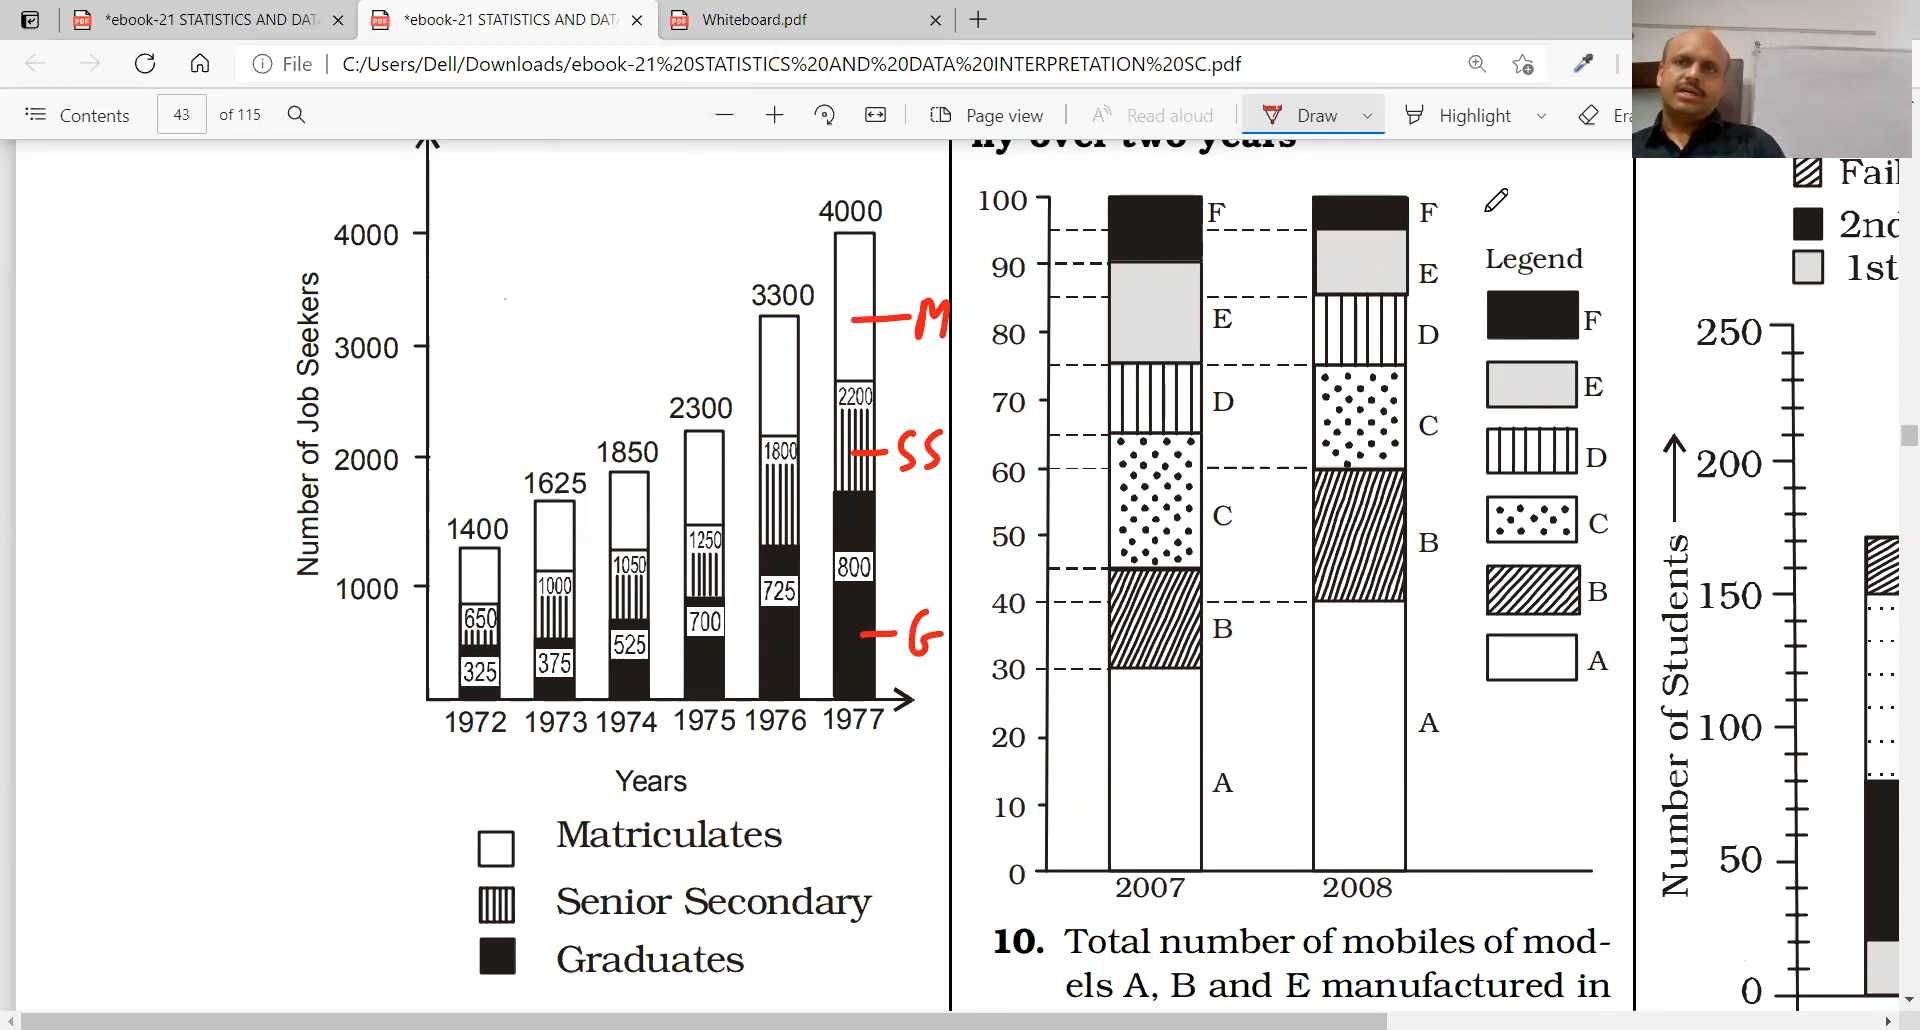 *ebook-21 STATISTICS AND DAT
*ebook-21 STATISTICS AND DAT
Whiteboard.pdf
File
C:/Users/Dell/Downloads/ebook-21%20STATISTICS%20AND%20DATA%20INTERPRETATION%20SC.pdf
Contents
43
of 115
Page view
Read aloud
Draw
Highlight
Era
4000
3300
2300
1850
1625
1400
Number of Job Seekers
4000
3000
2000
1000
2200
1800
1250
1050
1000
650
800
725
700
525
375
325
M
SS
G
1972 1973 1974 1975 1976 1977
Years
Matriculates
Senior Secondary
Graduates
ny over two years
100
90
80
70
60
50
40
30
20
10
0
F
E
D
C
B
A
F
E
D
C
B
A
2007
2008
Legend
F
E
D
C
B
A
10. Total number of mobiles of mod-
els A, B and E manufactured in
Fail
2nd
1st
Number of Students
250
200
150
100
50
0